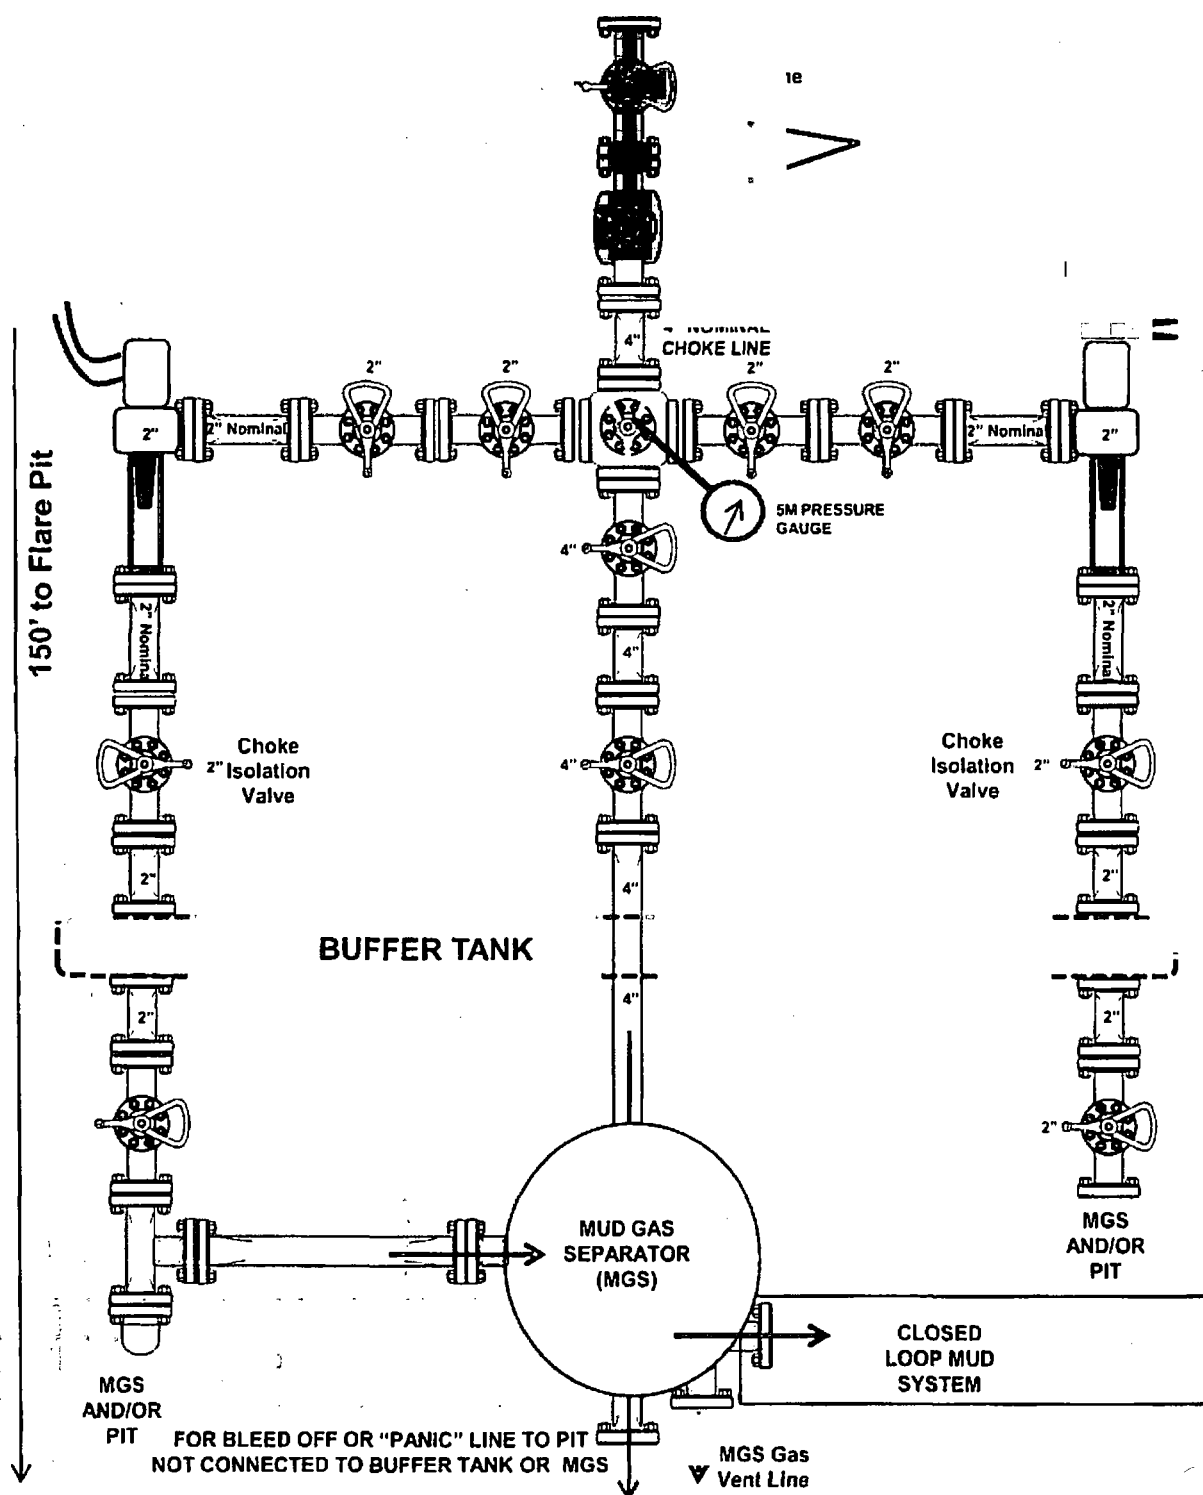 4"
CHOKE LINE
2"
2"
2"
2"
2"
2" Nominal
2" Nominal
2"
5M PRESSURE
GAUGE
4"
150' to Flare Pit
2" Nominal
4"
2" Nominal
Choke
Isolation
Valve
2"
4"
Choke
Isolation
Valve
2"
2"
4"
2"
BUFFER TANK
2"
4"
2"
2"
MUD GAS
SEPARATOR
(MGS)
MGS
AND/OR
PIT
CLOSED
LOOP MUD
SYSTEM
MGS
AND/OR
PIT
FOR BLEED OFF OR "PANIC" LINE TO PIT
NOT CONNECTED TO BUFFER TANK OR MGS
MGS Gas
Vent Line